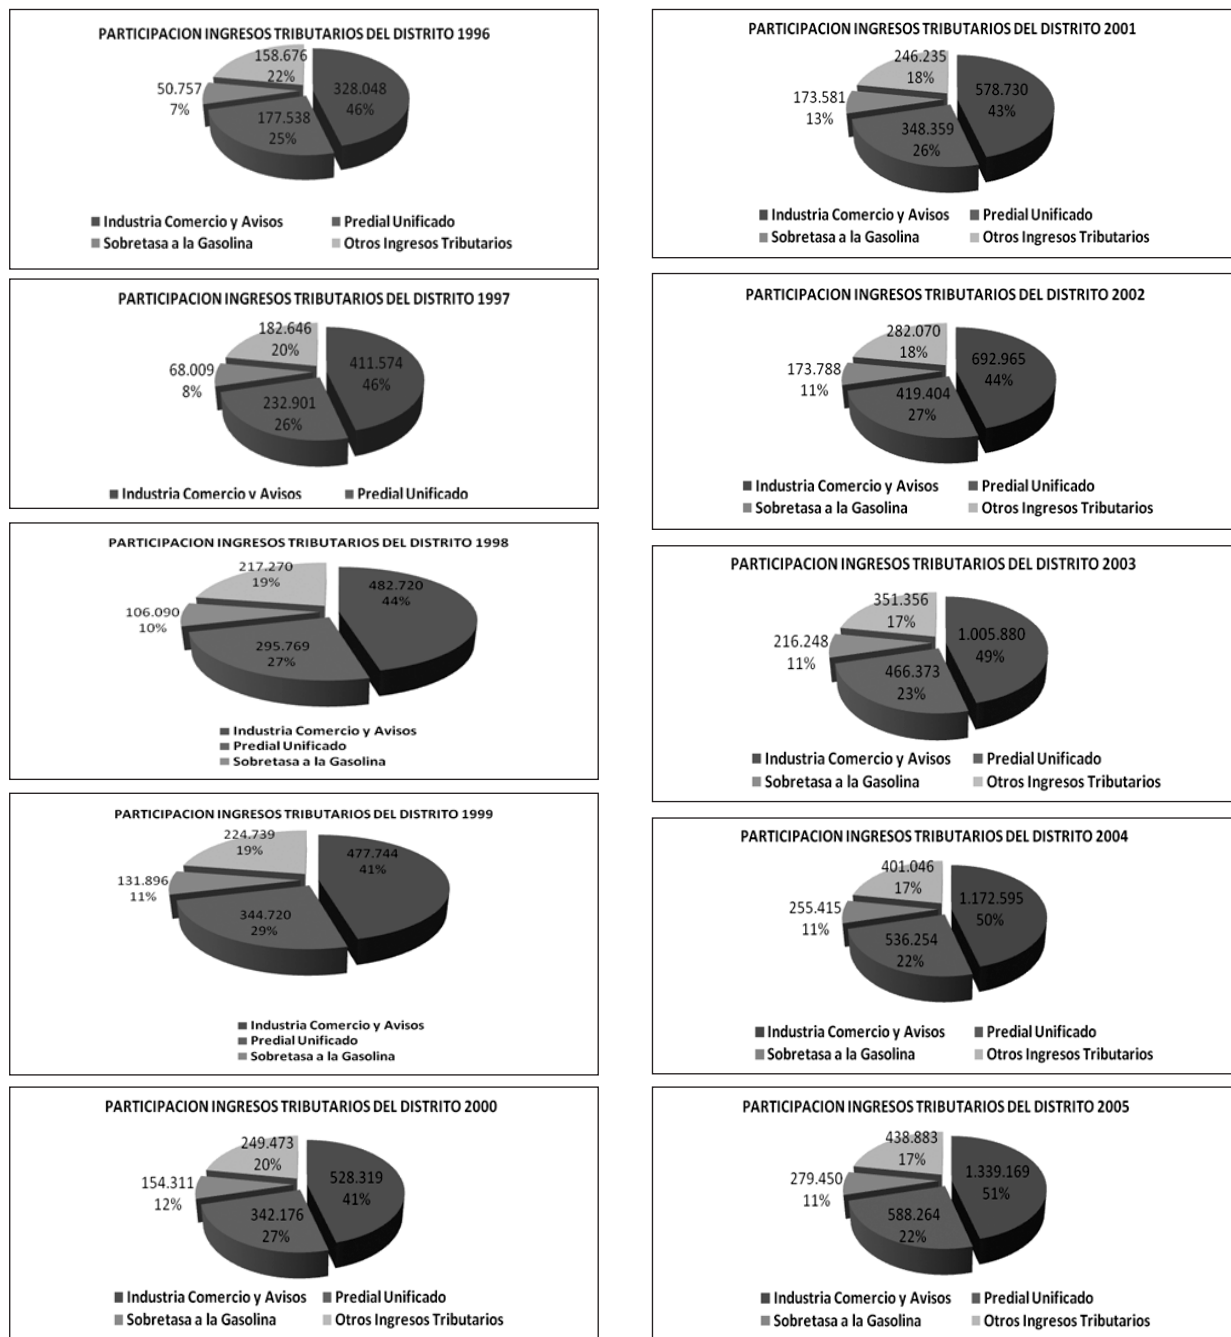 PARTICIPACION INGRESOS TRIBUTARIOS DEL DISTRITO 1996
158.676
22%
50.757
7%
328.048
46%
177.538
25%
Industria Comercio y Avisos Predial Unificado
Sobretasa a la Gasolina Otros Ingresos Tributarios
PARTICIPACION INGRESOS TRIBUTARIOS DEL DISTRITO 1997
182.646
20%
68.009
8%
411.574
46%
232.901
26%
Industria Comercio y Avisos Predial Unificado
PARTICIPACION INGRESOS TRIBUTARIOS DEL DISTRITO 1998
217.270
19%
482.720
44%
106.090
10%
295.769
27%
Industria Comercio y Avisos
Predial Unificado
Sobretasa a la Gasolina
PARTICIPACION INGRESOS TRIBUTARIOS DEL DISTRITO 1999
224.739
19%
477.744
41%
131.896
11%
344.720
29%
Industria Comercio y Avisos
Predial Unificado
Sobretasa a la Gasolina
PARTICIPACION INGRESOS TRIBUTARIOS DEL DISTRITO 2000
249.473
20%
154.311
12%
528.319
41%
342.176
27%
Industria Comercio y Avisos Predial Unificado
Sobretasa a la Gasolina Otros Ingresos Tributarios
PARTICIPACION INGRESOS TRIBUTARIOS DEL DISTRITO 2001
246.235
18%
173.581
13%
578.730
43%
348.359
26%
Industria Comercio y Avisos Predial Unificado
Sobretasa a la Gasolina Otros Ingresos Tributarios
PARTICIPACION INGRESOS TRIBUTARIOS DEL DISTRITO 2002
282.070
18%
173.788
11%
692.965
44%
419.404
27%
Industria Comercio y Avisos Predial Unificado
Sobretasa a la Gasolina Otros Ingresos Tributarios
PARTICIPACION INGRESOS TRIBUTARIOS DEL DISTRITO 2003
351.356
17%
216.248
11%
1.005.880
49%
466.373
23%
Industria Comercio y Avisos Predial Unificado
Sobretasa a la Gasolina Otros Ingresos Tributarios
PARTICIPACION INGRESOS TRIBUTARIOS DEL DISTRITO 2004
401.046
17%
255.415
11%
1.172.595
50%
536.254
22%
Industria Comercio y Avisos Predial Unificado
Sobretasa a la Gasolina Otros Ingresos Tributarios
PARTICIPACION INGRESOS TRIBUTARIOS DEL DISTRITO 2005
438.883
17%
279.450
11%
1.339.169
51%
588.264
22%
Industria Comercio y Avisos Predial Unificado
Sobretasa a la Gasolina Otros Ingresos Tributarios